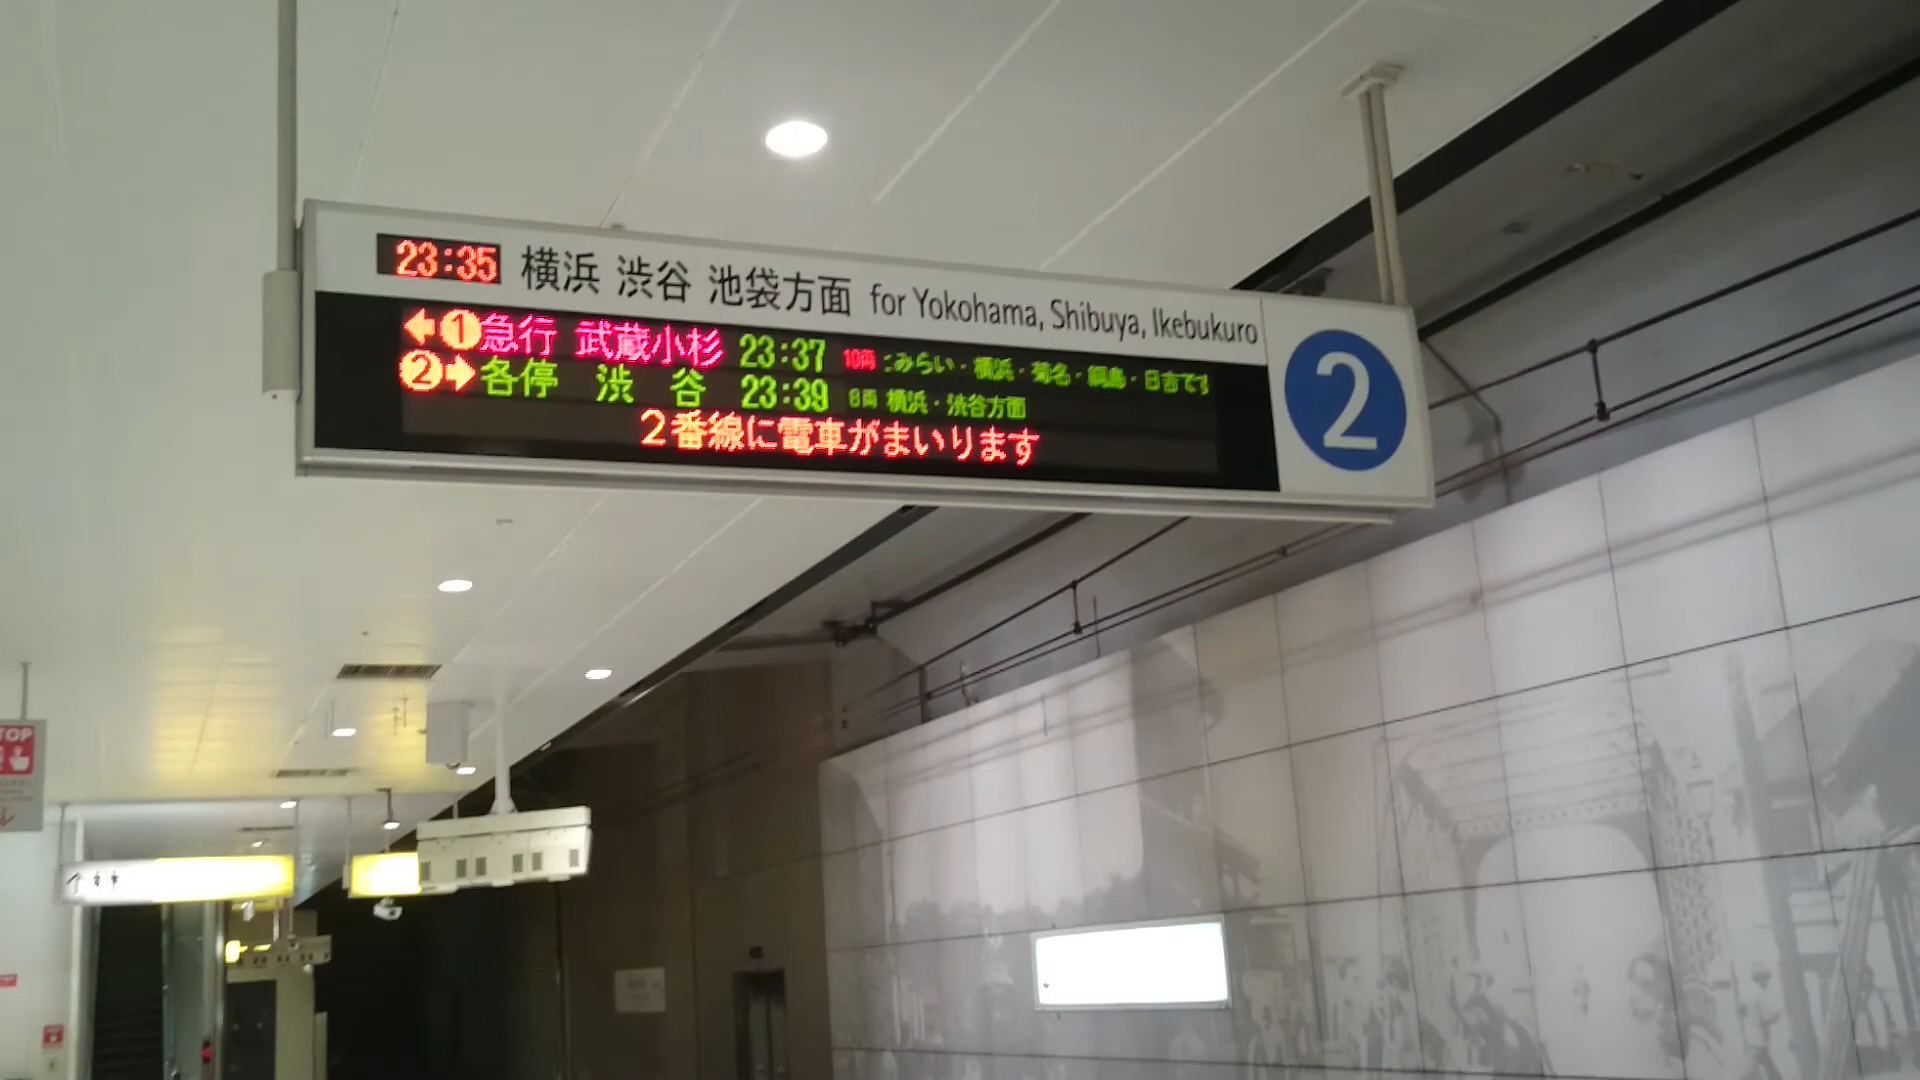 23:35 横浜 渋谷 池袋方面 for Yokohama, Shibuya, Ikebukuro
①急行 武蔵小杉 23:37 10両 みらい・横浜・菊名・綱島・日吉です
②各停 渋谷 23:39 8両 横浜・渋谷方面
2番線に電車がまいります
2
TOP